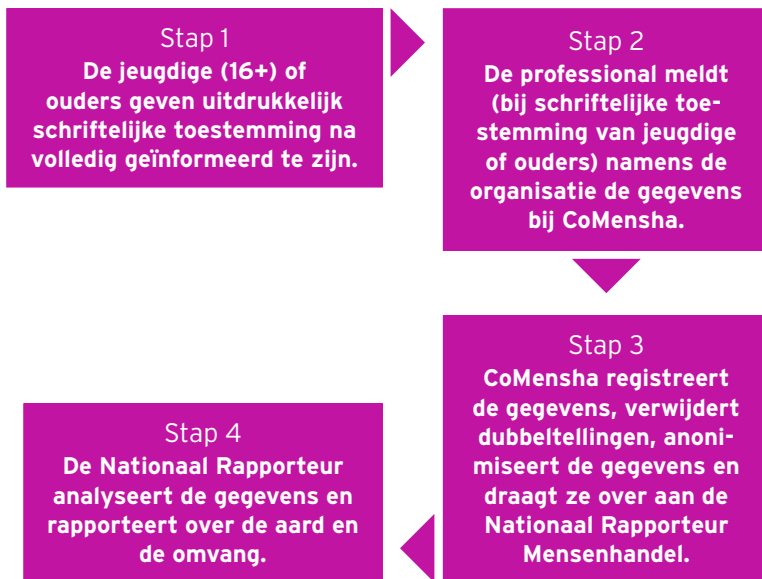 Stap 1
De jeugdige (16+) of
ouders geven uitdrukkelijk
schriftelijke toestemming na
volledig geïnformeerd te zijn.
Stap 2
De professional meldt
(bij schriftelijke toe-
stemming van jeugdige
of ouders) namens de
organisatie de gegevens
bij CoMensha.
Stap 3
CoMensha registreert
de gegevens, verwijdert
dubbeltellingen, anoni-
miseert de gegevens en
draagt ze over aan de
Nationaal Rapporteur
Mensenhandel.
Stap 4
De Nationaal Rapporteur
analyseert de gegevens en
rapporteert over de aard en
de omvang.